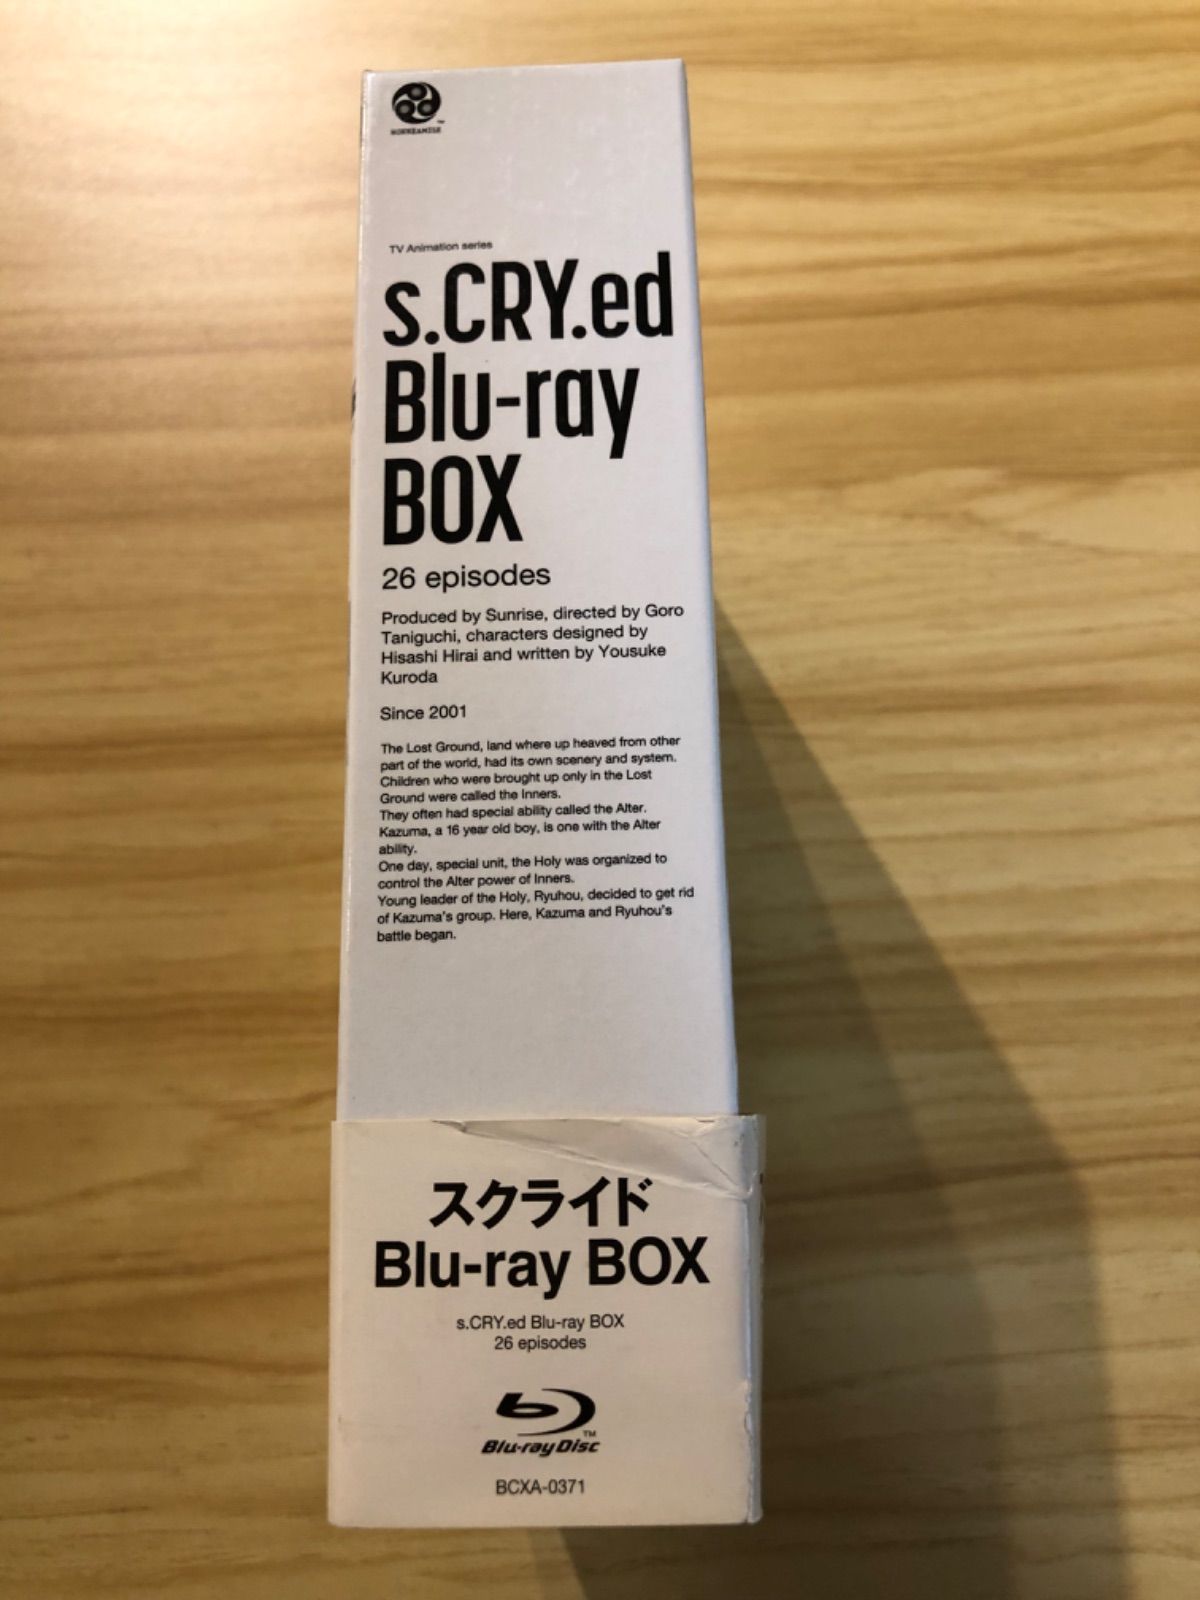 HONNEAMISE
TV Animation series
s.CRY.ed
Blu-ray
BOX
26 episodes
Produced by Sunrise, directed by Goro
Taniguchi, characters designed by
Hisashi Hirai and written by Yousuke
Kuroda
Since 2001
The Lost Ground, land where up heaved from other
part of the world, had its own scenery and system.
Children who were brought up only in the Lost
Ground were called the Inners.
They often had special ability called the Alter.
Kazuma, a 16 year old boy, is one with the Alter
ability.
One day, special unit, the Holy was organized to
control the Alter power of Inners.
Young leader of the Holy, Ryuhou, decided to get rid
of Kazuma's group. Here, Kazuma and Ryuhou's
battle began.
スクライド
Blu-ray BOX
s.CRY.ed Blu-ray BOX
26 episodes
Blu-ray Disc™
BCXA-0371